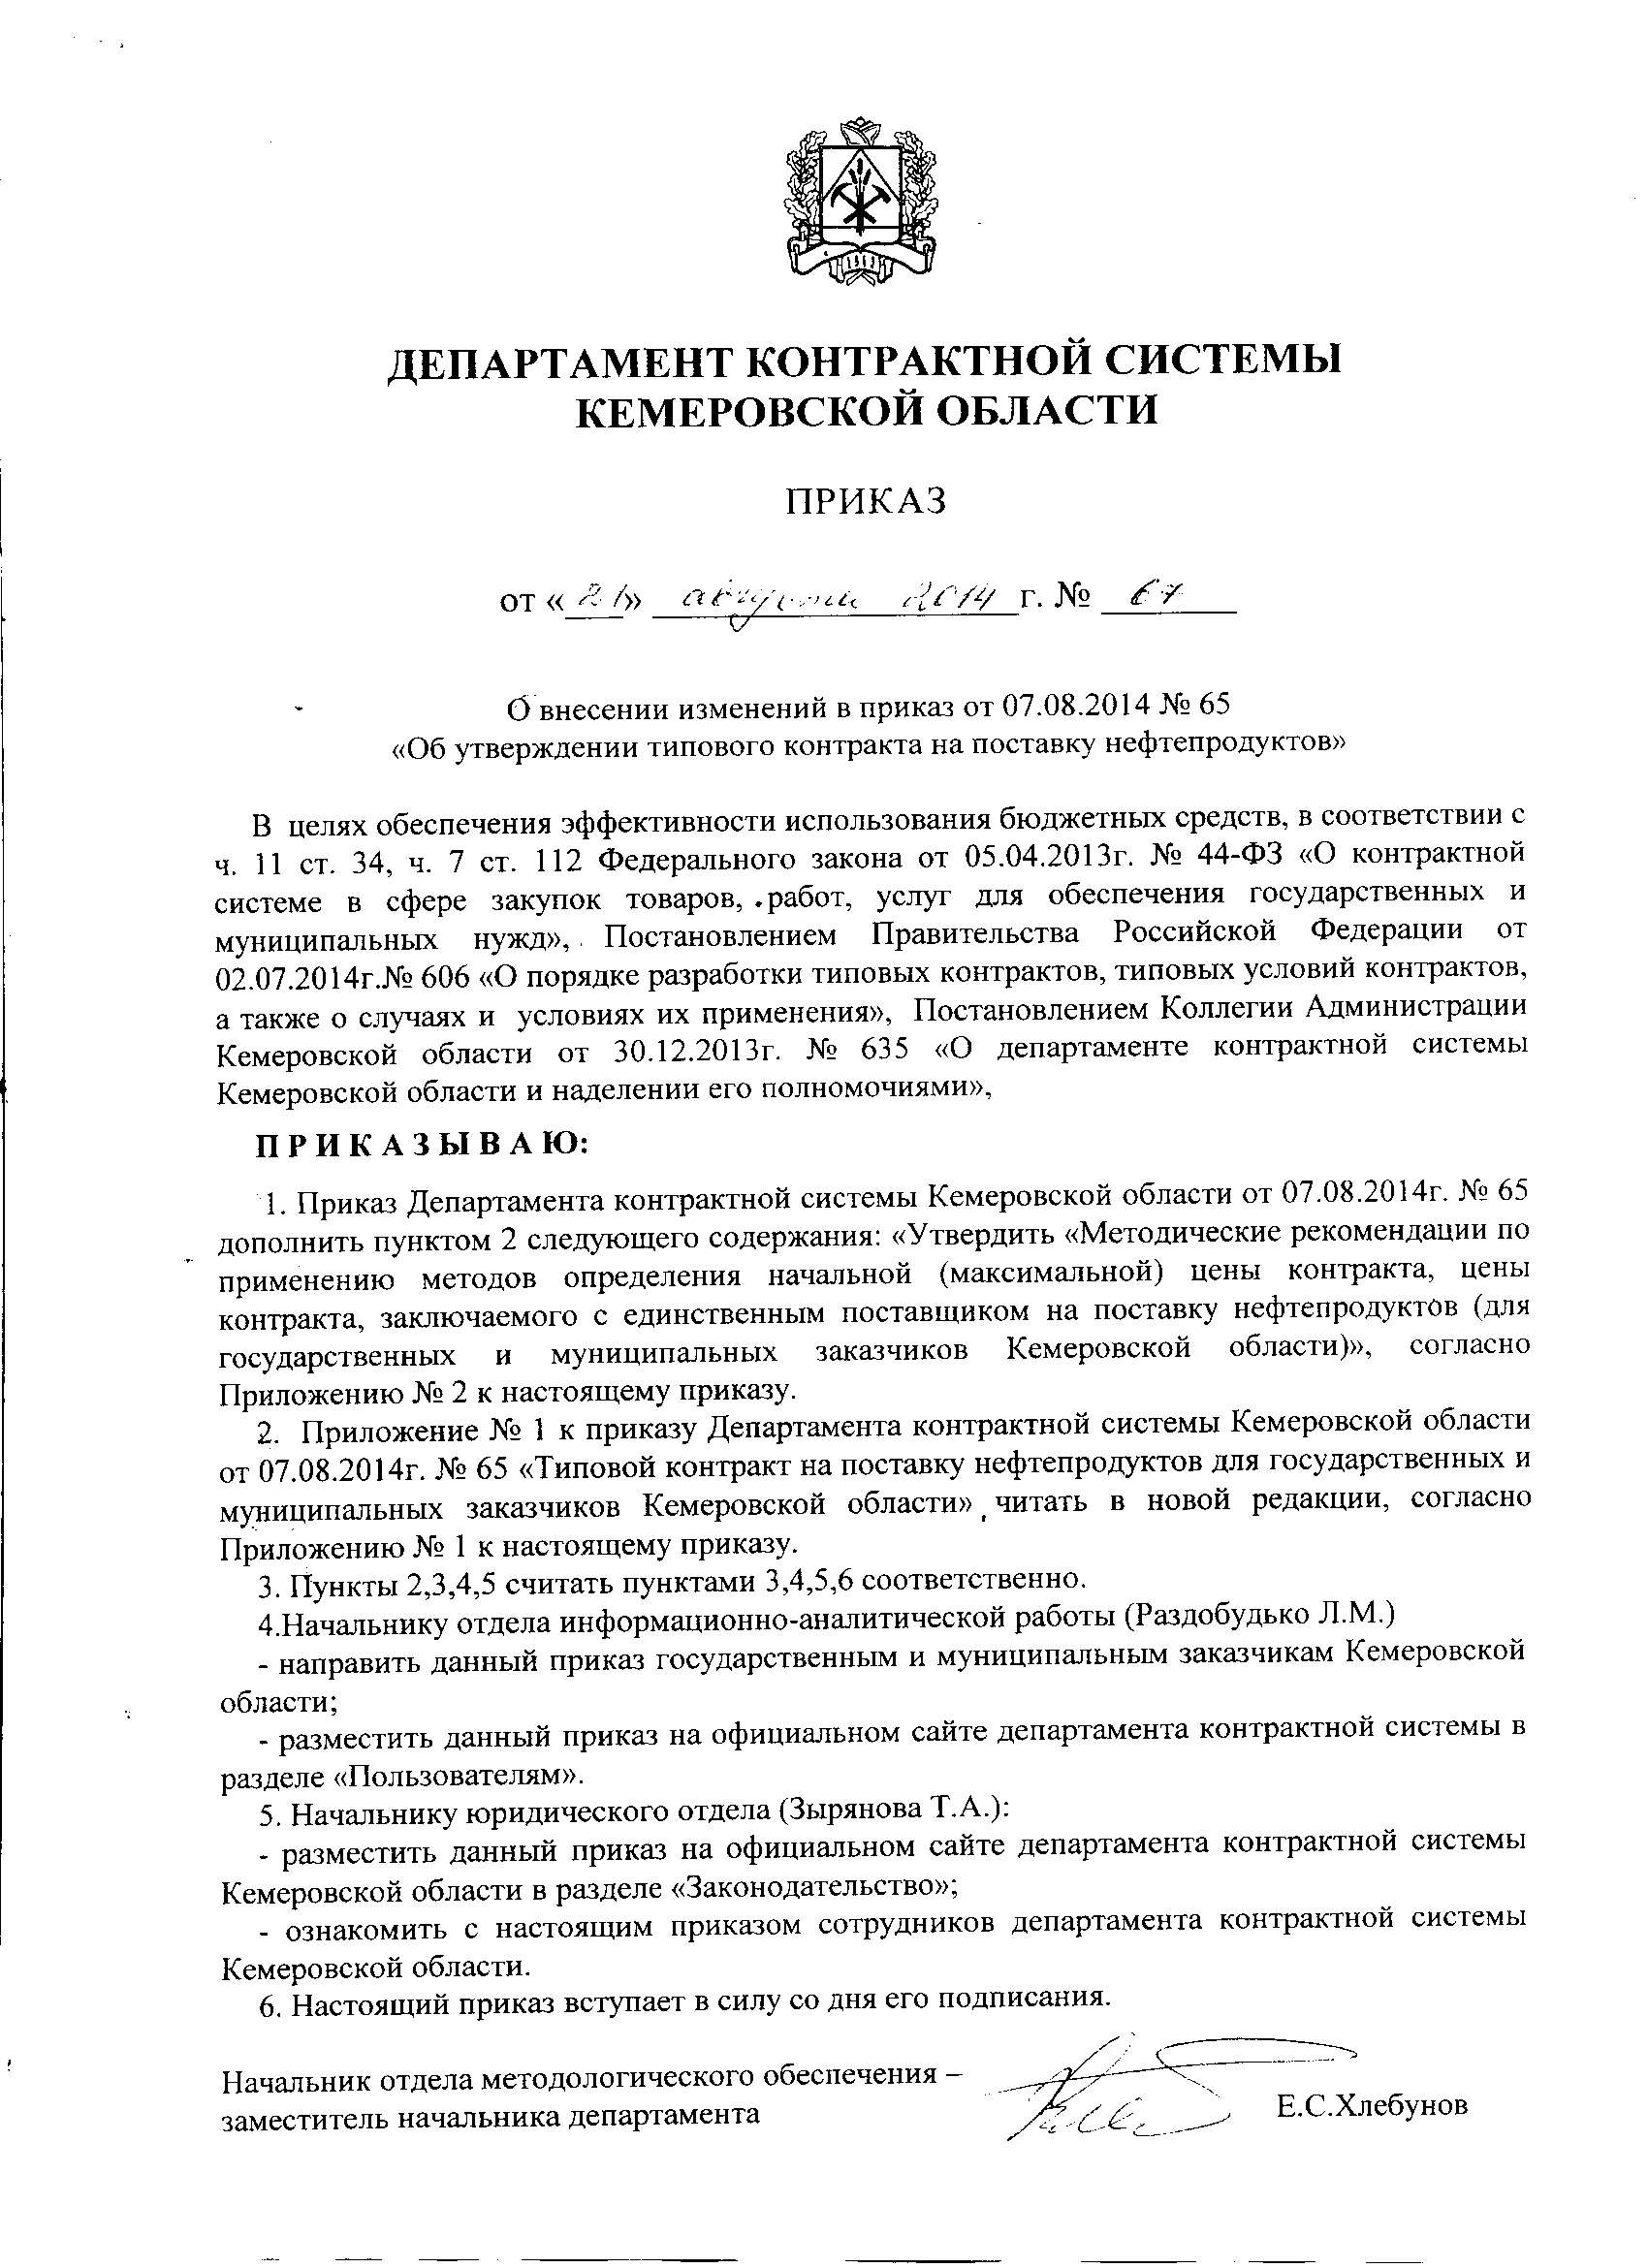 ДЕПАРТАМЕНТ КОНТРАКТНОЙ СИСТЕМЫ
КЕМЕРОВСКОЙ ОБЛАСТИ
ПРИКАЗ
от «21» августа 2014 г. № 67
О внесении изменений в приказ от 07.08.2014 № 65
«Об утверждении типового контракта на поставку нефтепродуктов»
В целях обеспечения эффективности использования бюджетных средств, в соответствии с
ч. 11 ст. 34, ч. 7 ст. 112 Федерального закона от 05.04.2013г. № 44-ФЗ «О контрактной
системе в сфере закупок товаров, работ, услуг для обеспечения государственных и
муниципальных нужд», Постановлением Правительства Российской Федерации от
02.07.2014г.№ 606 «О порядке разработки типовых контрактов, типовых условий контрактов,
а также о случаях и условиях их применения», Постановлением Коллегии Администрации
Кемеровской области от 30.12.2013г. № 635 «О департаменте контрактной системы
Кемеровской области и наделении его полномочиями»,
П Р И К А З Ы В А Ю:
1. Приказ Департамента контрактной системы Кемеровской области от 07.08.2014г. № 65
дополнить пунктом 2 следующего содержания: «Утвердить «Методические рекомендации по
применению методов определения начальной (максимальной) цены контракта, цены
контракта, заключаемого с единственным поставщиком на поставку нефтепродуктов (для
государственных и муниципальных заказчиков Кемеровской области)», согласно
Приложению № 2 к настоящему приказу.
2. Приложение № 1 к приказу Департамента контрактной системы Кемеровской области
от 07.08.2014г. № 65 «Типовой контракт на поставку нефтепродуктов для государственных и
муниципальных заказчиков Кемеровской области» читать в новой редакции, согласно
Приложению № 1 к настоящему приказу.
3. Пункты 2,3,4,5 считать пунктами 3,4,5,6 соответственно.
4.Начальнику отдела информационно-аналитической работы (Раздобудько Л.М.)
- направить данный приказ государственным и муниципальным заказчикам Кемеровской
области;
- разместить данный приказ на официальном сайте департамента контрактной системы в
разделе «Пользователям».
5. Начальнику юридического отдела (Зырянова Т.А.):
- разместить данный приказ на официальном сайте департамента контрактной системы
Кемеровской области в разделе «Законодательство»;
- ознакомить с настоящим приказом сотрудников департамента контрактной системы
Кемеровской области.
6. Настоящий приказ вступает в силу со дня его подписания.
Начальник отдела методологического обеспечения –
заместитель начальника департамента
Е.С.Хлебунов